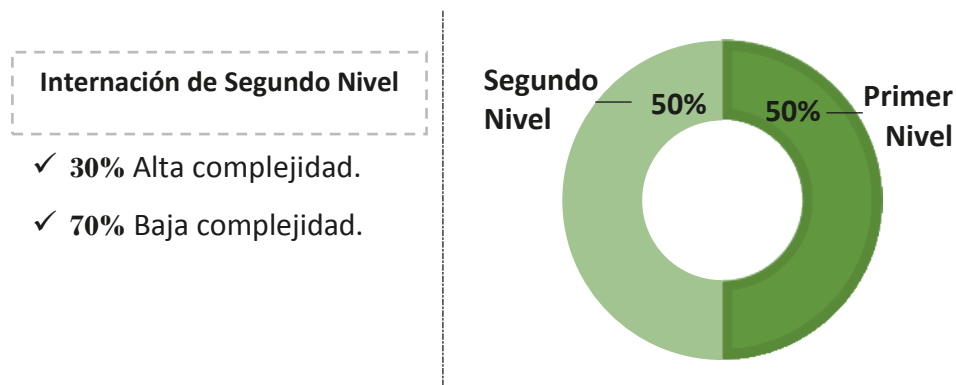 Internación de Segundo Nivel
✓ 30% Alta complejidad.
✓ 70% Baja complejidad.
Segundo
Nivel
50%
50%
Primer
Nivel